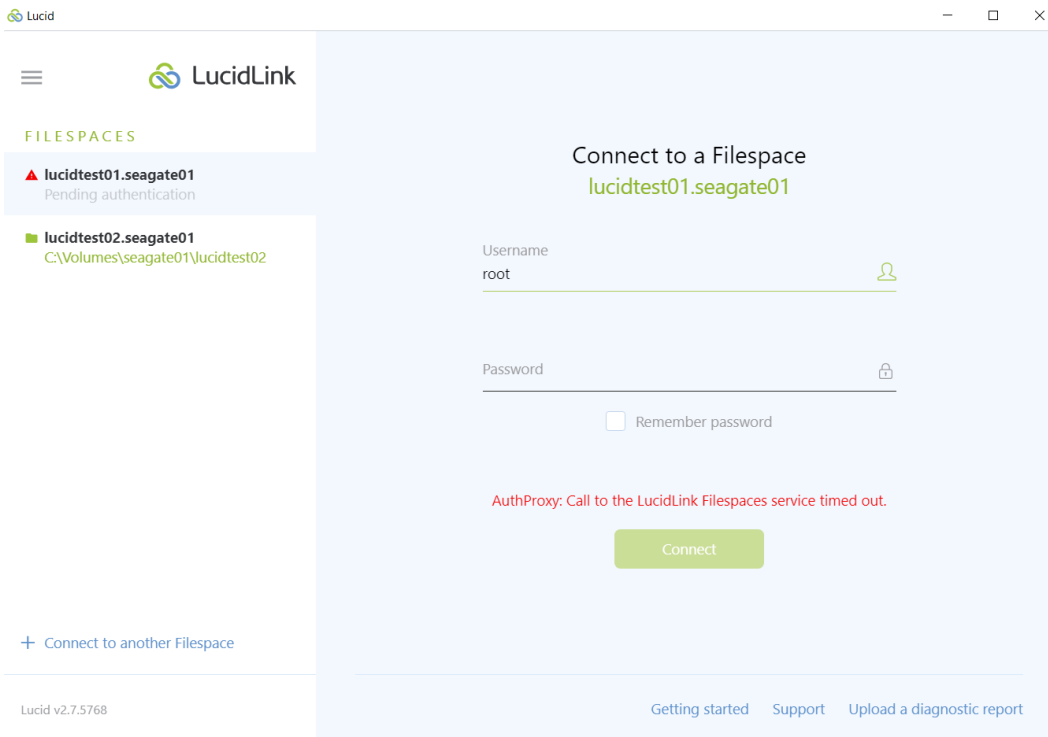 Lucid
LucidLink
FILESPACES
lucidtest01.seagate01
Pending authentication
lucidtest02.seagate01
C:\Volumes\seagate01\lucidtest02
Connect to another Filespace
Lucid v2.7.5768
Connect to a Filespace
lucidtest01.seagate01
Username
root
Password
Remember password
AuthProxy: Call to the LucidLink Filespaces service timed out.
Connect
Getting started Support Upload a diagnostic report